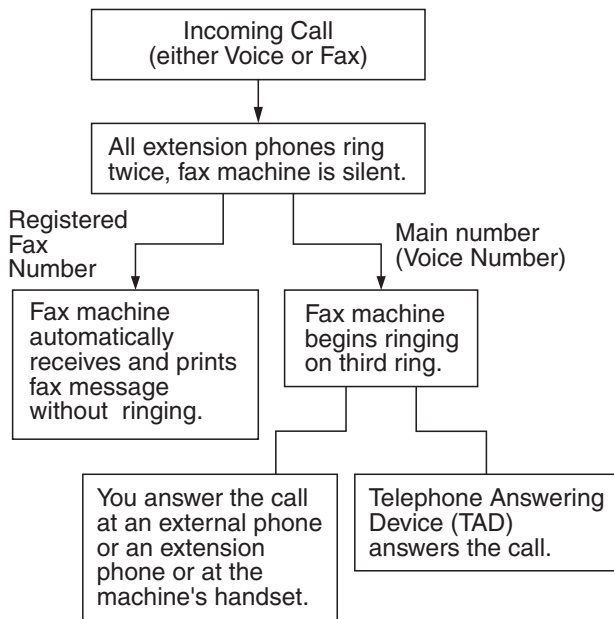 Incoming Call
(either Voice or Fax)
All extension phones ring
twice, fax machine is silent.
Registered
Fax
Number
Main number
(Voice Number)
Fax machine
automatically
receives and prints
fax message
without ringing.
Fax machine
begins ringing
on third ring.
You answer the call
at an external phone
or an extension
phone or at the
machine's handset.
Telephone Answering
Device (TAD)
answers the call.